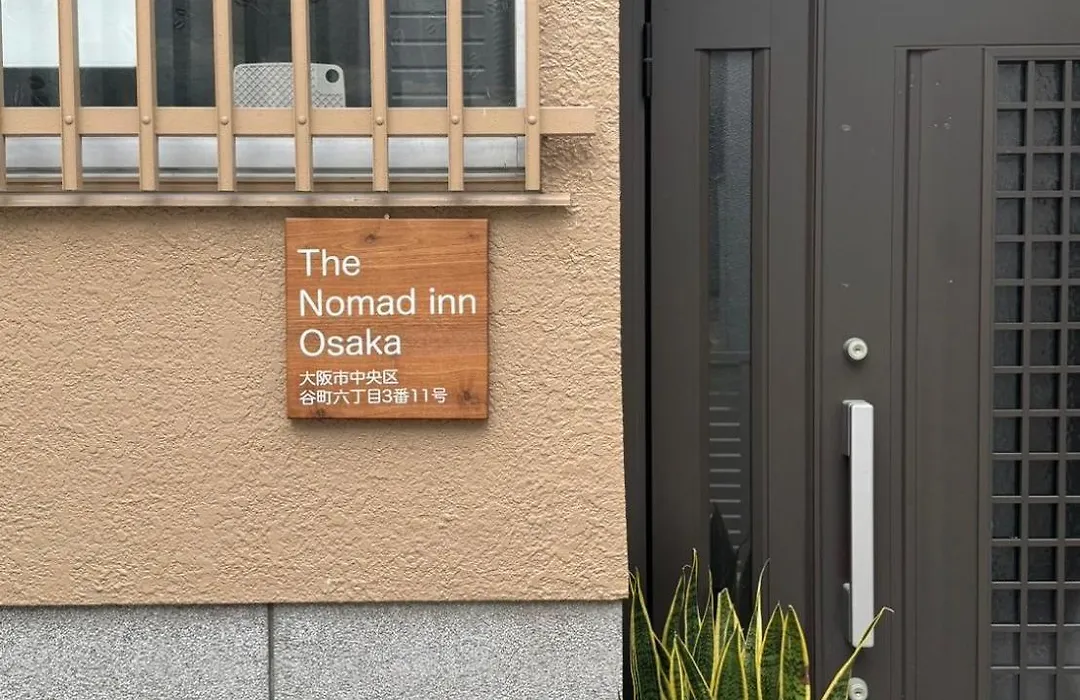 The
Nomad inn
Osaka
大阪市中央区
谷町六丁目3番11号